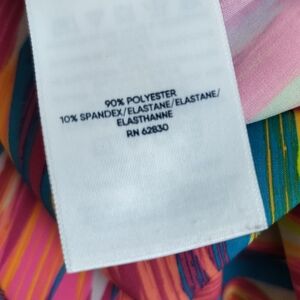 90% POLYESTER
10% SPANDEX/ELASTANE/ELASTANE/
ELASTHANNE
RN 62830